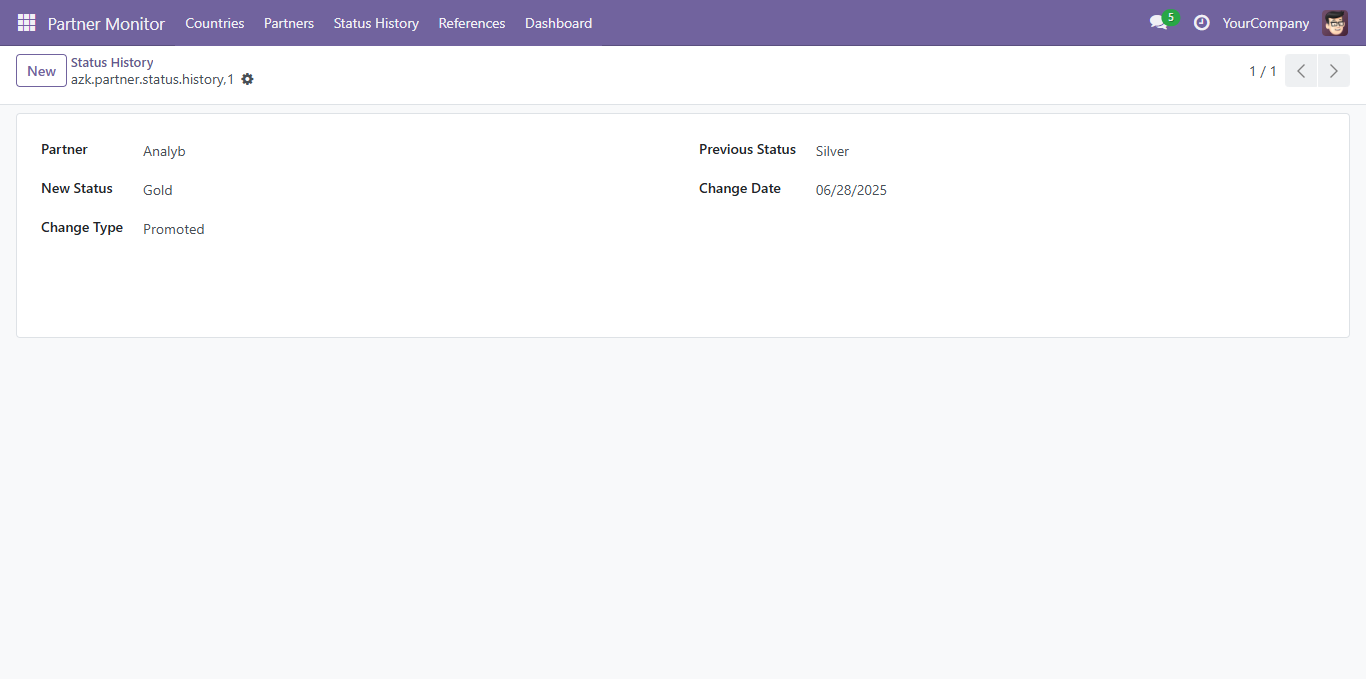 Partner Monitor Countries Partners Status History References Dashboard 5 YourCompany
New Status History 1 / 1
azk.partner.status.history,1
Partner Analyb Previous Status Silver
New Status Gold Change Date 06/28/2025
Change Type Promoted